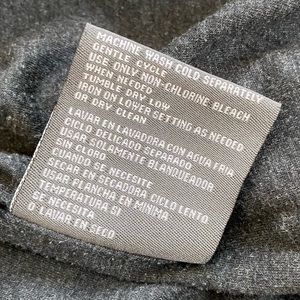 MACHINE WASH COLD SEPARATELY
GENTLE CYCLE
USE ONLY NON-CHLORINE BLEACH
WHEN NEEDED
TUMBLE DRY LOW
IRON ON LOWER SETTING AS NEEDED
OR DRY CLEAN
LAVAR EN LAVADORA CON AGUA FRIA
CICLO DELICADO SEPARADO
USAR SOLAMENTE BLANQUEADOR
SIN CLORO
CUANDO SE NECESITE
SECAR EN SECADORA CICLO LENTO
USAR PLANCHA EN MINIMA
TEMPERATURA SI
SE NECESITA
O LAVAR EN SECO